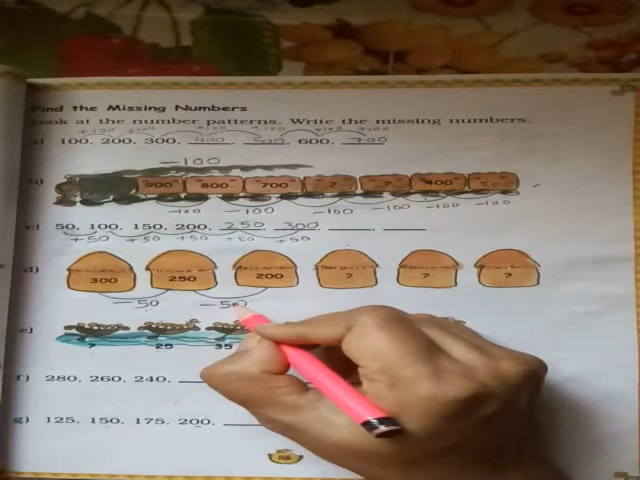 Find the Missing Numbers
Look at the number patterns. Write the missing numbers.
+100 +100 +100 +100 +100 +100
a) 100. 200. 300. 400. 500. 600. 700
-100
b) 900 800 700 ? ? 400 ?
-100 -100 -100 -100 -100 -100
c) 50. 100. 150. 200. 250. 300. ____. ____
+50 +50 +50 +50 +50
d) 300 250 200 ? ? ?
-50 -50
e) ? 25 35
f) 280. 260. 240.
g) 125. 150. 175. 200.